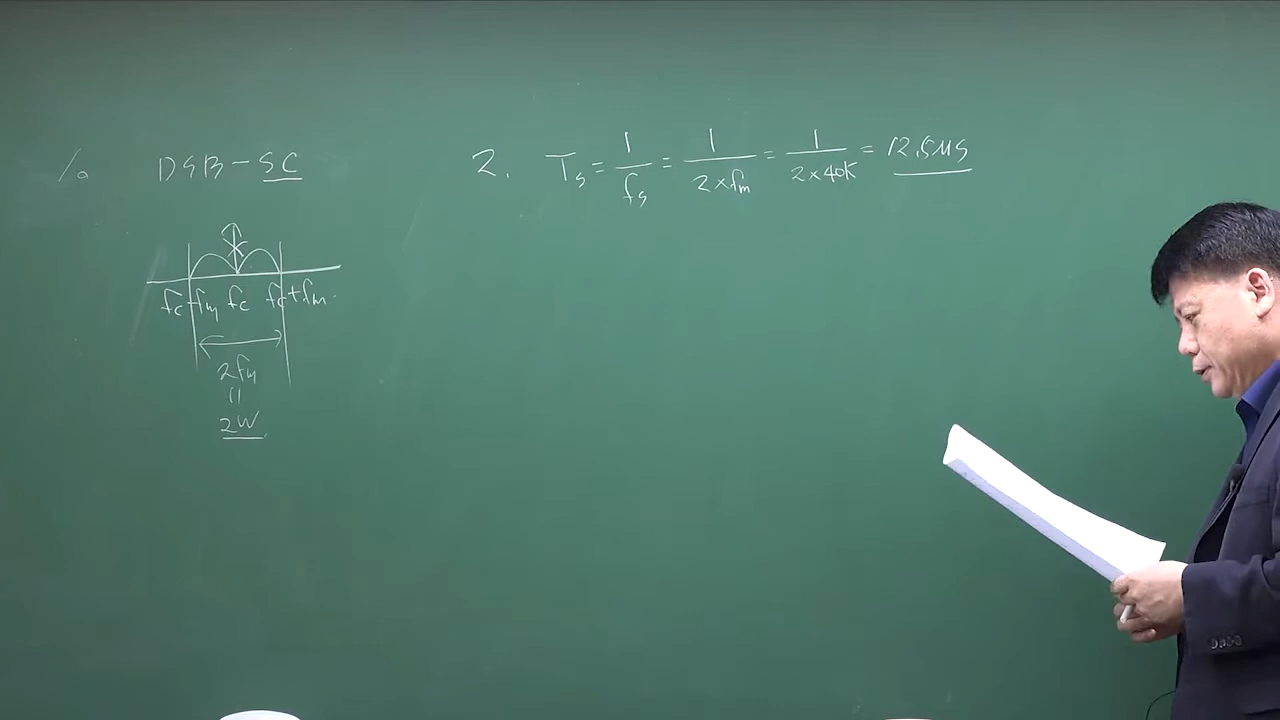 1. DSB-SC
fc-fm fc fc+fm
2fm
=
2W
2. Ts = 1/fs = 1/(2×fm) = 1/(2×40K) = 12.5μs